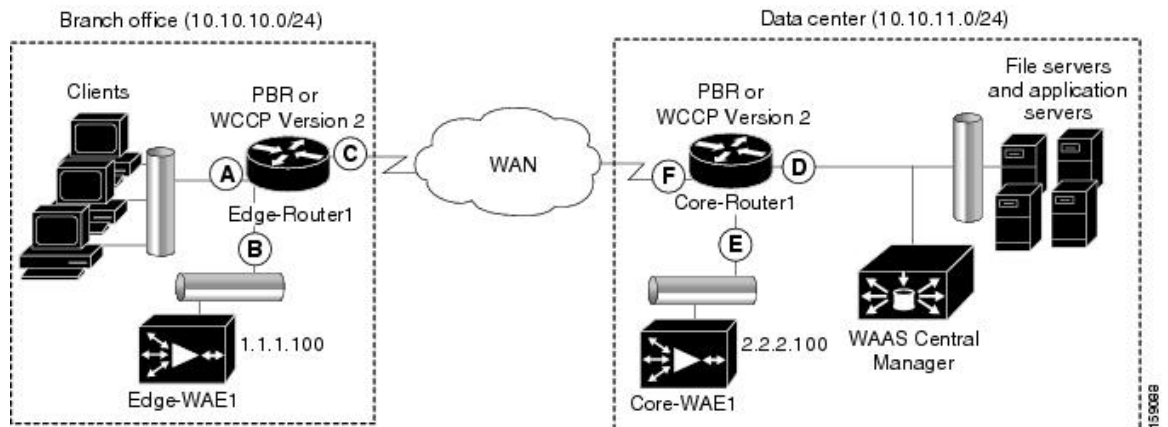 Branch office (10.10.10.0/24)
Data center (10.10.11.0/24)
Clients
PBR or
WCCP Version 2
A
C
Edge-Router1
B
1.1.1.100
Edge-WAE1
WAN
PBR or
WCCP Version 2
F
D
Core-Router1
E
2.2.2.100
Core-WAE1
File servers
and application
servers
WAAS Central
Manager
159088